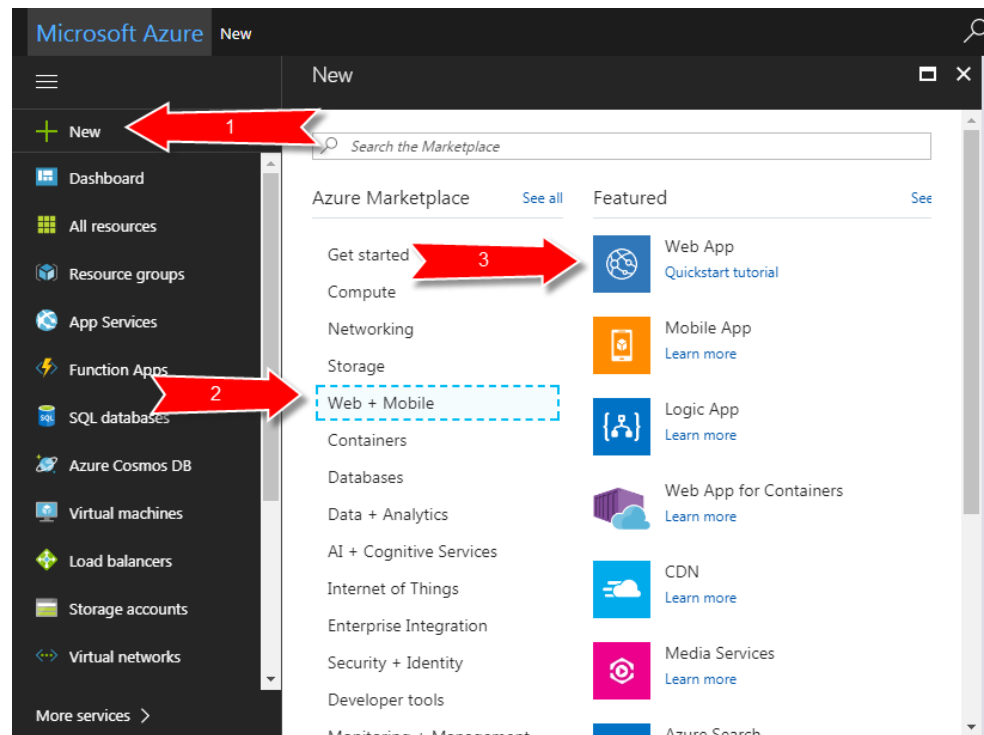 Microsoft Azure New
New
New
1
Search the Marketplace
Dashboard
All resources
Resource groups
App Services
Function Apps
2
SQL databases
Azure Cosmos DB
Virtual machines
Load balancers
Storage accounts
Virtual networks
More services
Azure Marketplace See all
Get started
3
Compute
Networking
Storage
Web + Mobile
Containers
Databases
Data + Analytics
AI + Cognitive Services
Internet of Things
Enterprise Integration
Security + Identity
Developer tools
Monitoring + Management
Featured See
Web App
Quickstart tutorial
Mobile App
Learn more
Logic App
Learn more
Web App for Containers
Learn more
CDN
Learn more
Media Services
Learn more
Azure Search